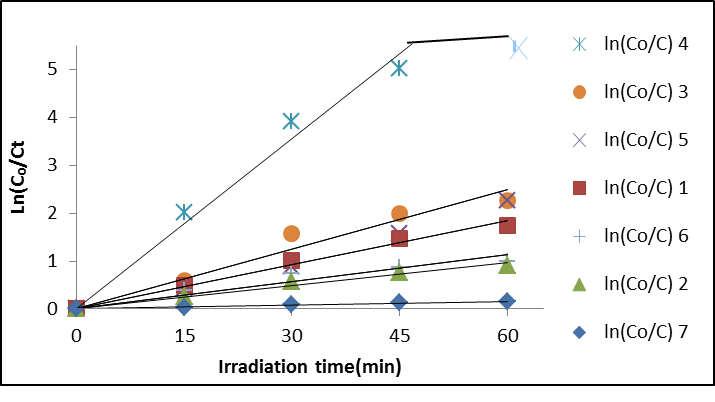 Ln(Co/Ct
5
4
3
2
1
0
0 15 30 45 60
Irradiation time(min)
ln(Co/C) 4
ln(Co/C) 3
ln(Co/C) 5
ln(Co/C) 1
ln(Co/C) 6
ln(Co/C) 2
ln(Co/C) 7